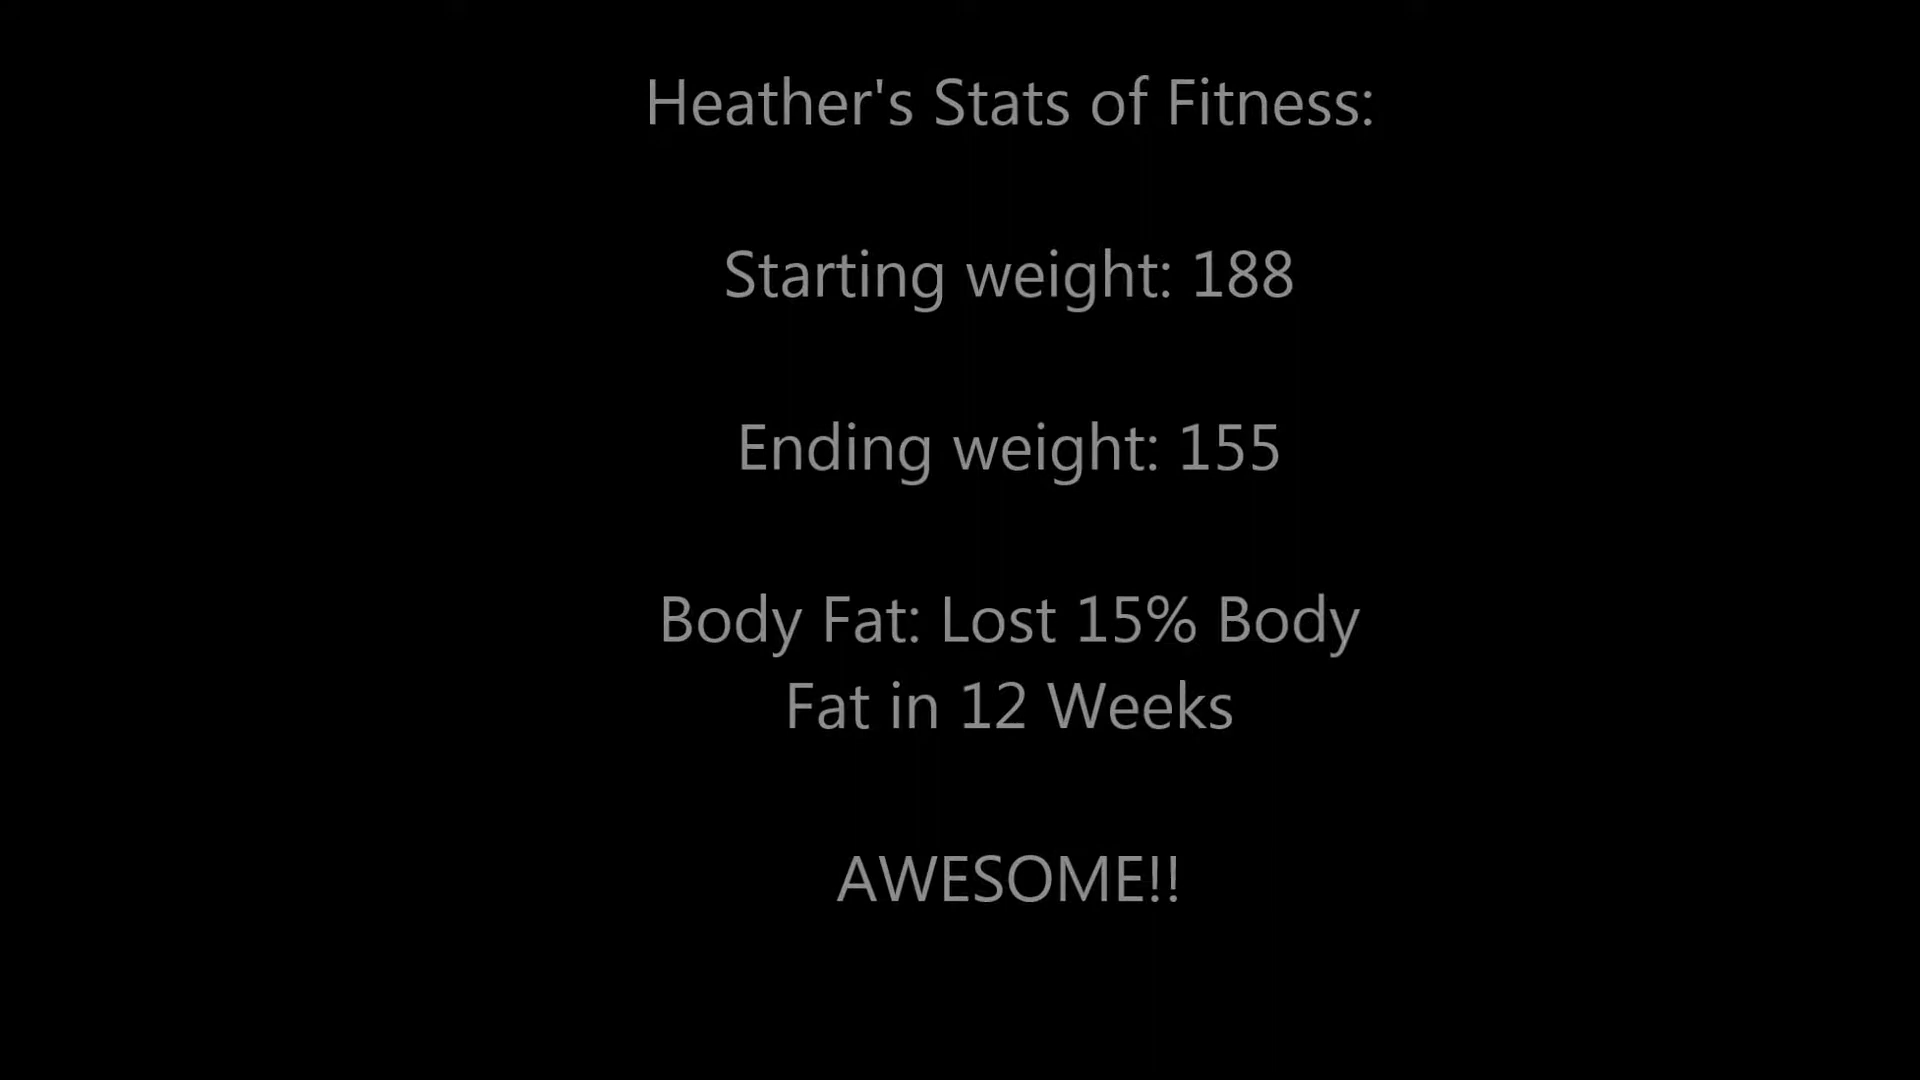 Heather's Stats of Fitness:
Starting weight: 188
Ending weight: 155
Body Fat: Lost 15% Body
Fat in 12 Weeks
AWESOME!!